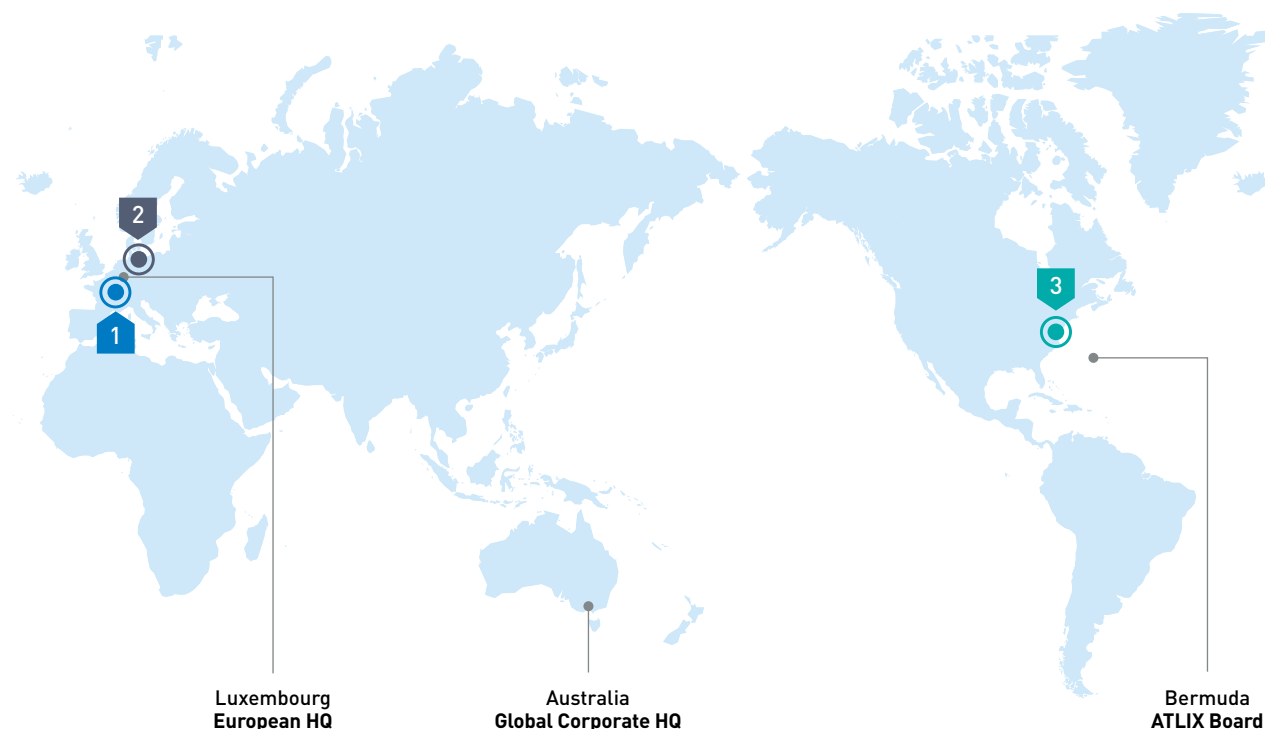 2
3
1
Luxembourg
European HQ
Australia
Global Corporate HQ
Bermuda
ATLIX Board